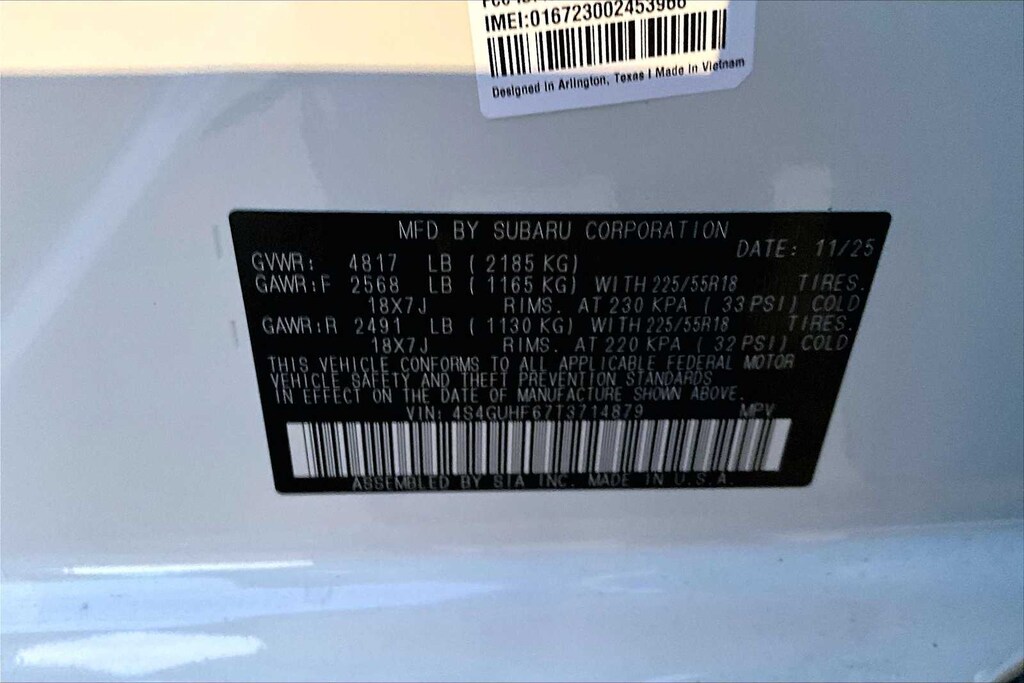 IMEI:016723002453966
Designed in Arlington, Texas | Made in Vietnam
MFD BY SUBARU CORPORATION
DATE: 11/25
GVWR: 4817 LB ( 2185 KG)
GAWR:F 2568 LB ( 1165 KG) WITH 225/55R18 TIRES.
18X7J RIMS. AT 230 KPA ( 33 PSI) COLD
GAWR:R 2491 LB ( 1130 KG) WITH 225/55R18 TIRES.
18X7J RIMS. AT 220 KPA ( 32 PSI) COLD
THIS VEHICLE CONFORMS TO ALL APPLICABLE FEDERAL MOTOR
VEHICLE SAFETY AND THEFT PREVENTION STANDARDS
IN EFFECT ON THE DATE OF MANUFACTURE SHOWN ABOVE.
VIN: 4S4GUHF67T3714879 MPV
ASSEMBLED BY SIA INC. MADE IN U.S.A.